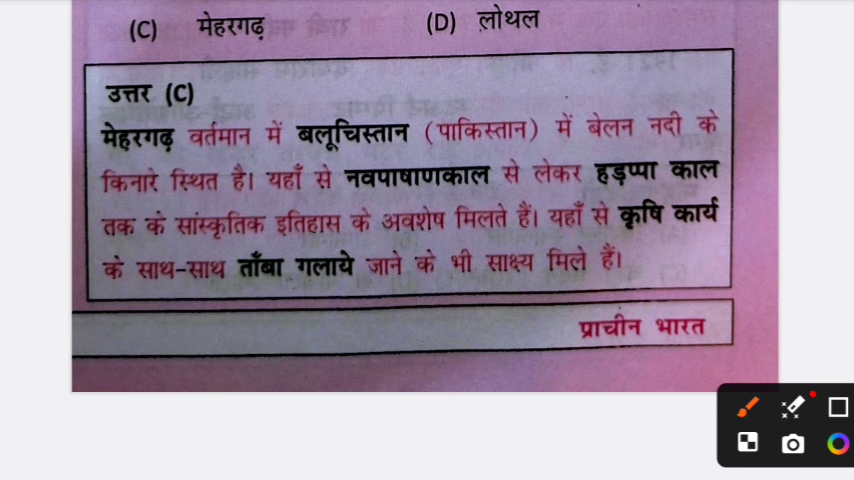 (C) मेहरगढ़ (D) लोथल
उत्तर (C)
मेहरगढ़ वर्तमान में बलूचिस्तान (पाकिस्तान) में बेलन नदी के
किनारे स्थित है। यहाँ से नवपाषाणकाल से लेकर हड़प्पा काल
तक के सांस्कृतिक इतिहास के अवशेष मिलते हैं। यहाँ से कृषि कार्य
के साथ-साथ ताँबा गलाये जाने के भी साक्ष्य मिले हैं।
प्राचीन भारत